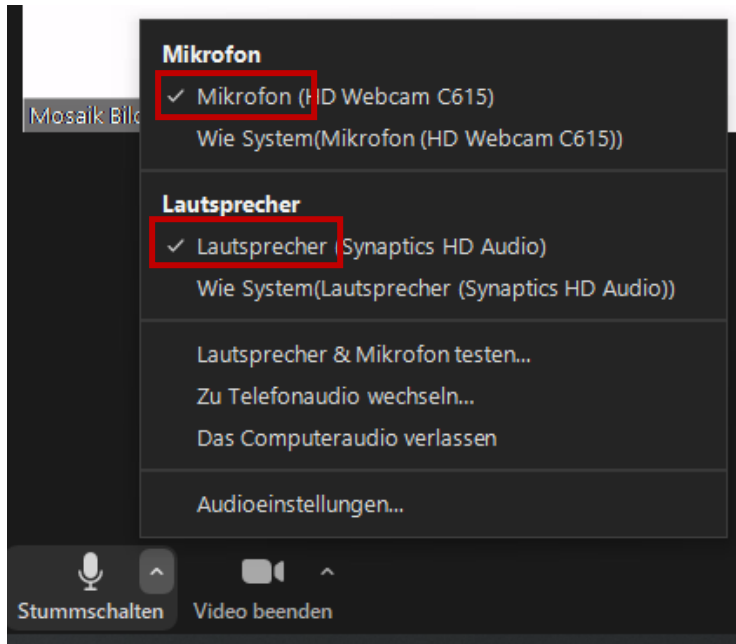 Mikrofon
Mikrofon (HD Webcam C615)
Mosaik
Wie System(Mikrofon (HD Webcam C615))
Lautsprecher
Lautsprecher (Synaptics HD Audio)
Wie System(Lautsprecher (Synaptics HD Audio))
Lautsprecher & Mikrofon testen...
Zu Telefonaudio wechseln...
Das Computeraudio verlassen
Audioeinstellungen...
Stummschalten Video beenden